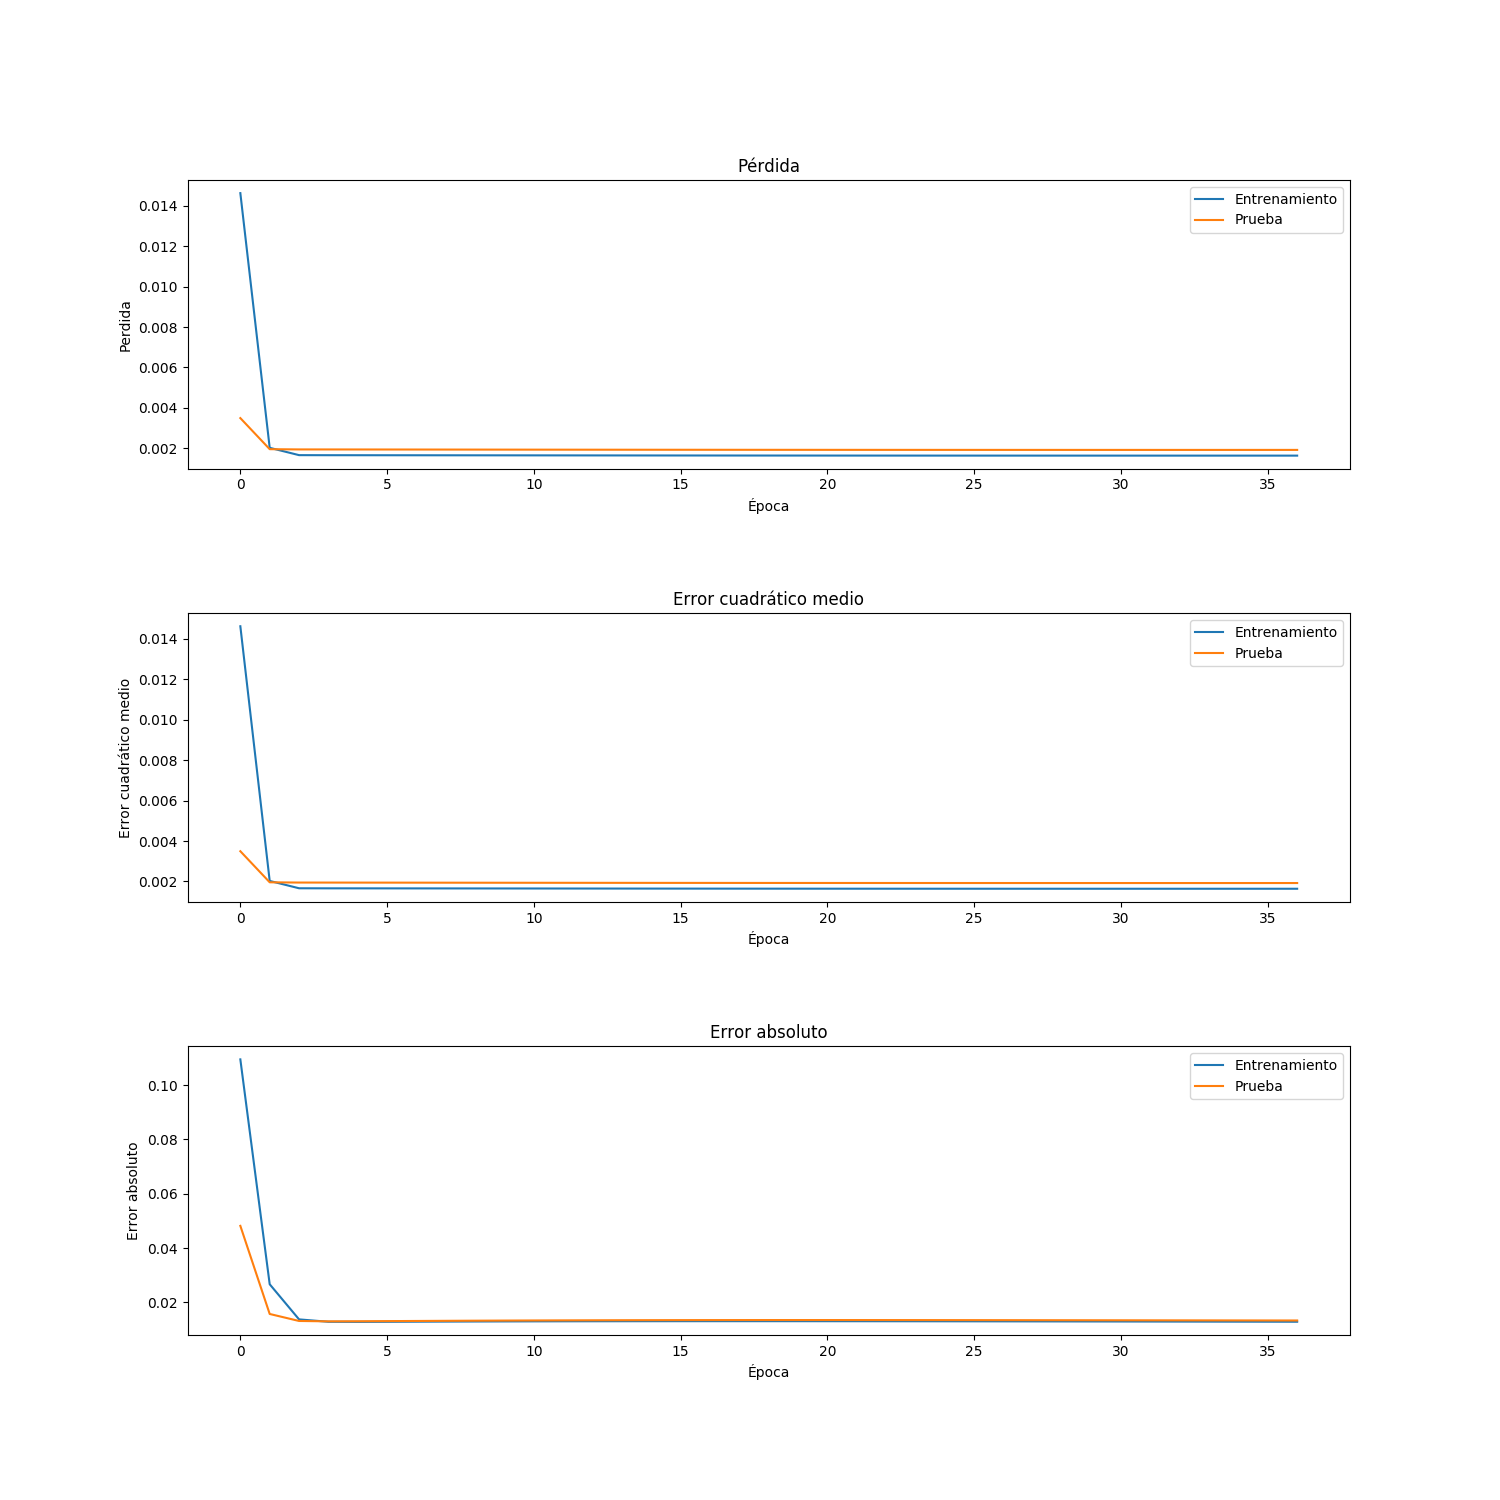 Pérdida
0.014
0.012
0.010
0.008
0.006
0.004
0.002
Perdida
Entrenamiento
Prueba
0 5 10 15 20 25 30 35
Época
Error cuadrático medio
0.014
0.012
0.010
0.008
0.006
0.004
0.002
Error cuadrático medio
Entrenamiento
Prueba
0 5 10 15 20 25 30 35
Época
Error absoluto
0.10
0.08
0.06
0.04
0.02
Error absoluto
Entrenamiento
Prueba
0 5 10 15 20 25 30 35
Época